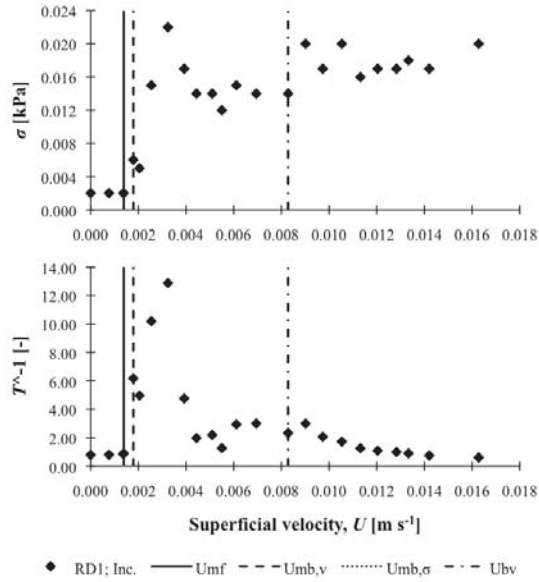 0.024
0.020
0.016
0.012
0.008
0.004
0.000
σ [kPa]
0.000 0.002 0.004 0.006 0.008 0.010 0.012 0.014 0.016 0.018
14.00
12.00
10.00
8.00
6.00
4.00
2.00
0.00
T^-1 [-]
0.000 0.002 0.004 0.006 0.008 0.010 0.012 0.014 0.016 0.018
Superficial velocity, U [m s⁻¹]
RD1; Inc. Umf Umb,v Umb,σ Ubv